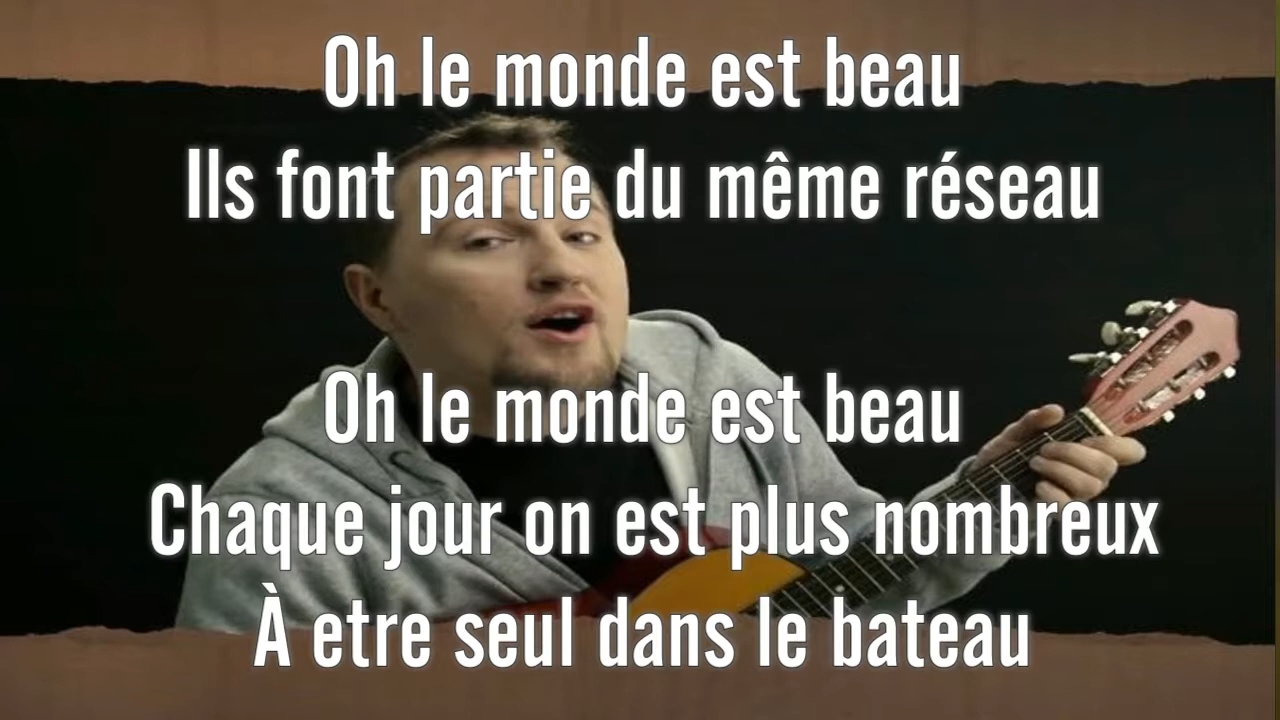 Oh le monde est beau
Ils font partie du même réseau
Oh le monde est beau
Chaque jour on est plus nombreux
À etre seul dans le bateau